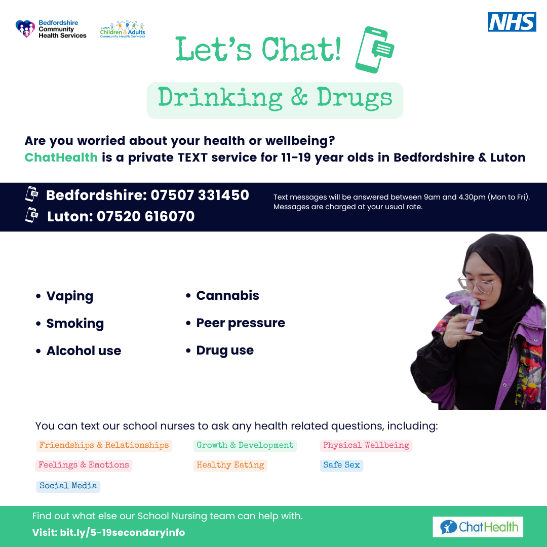 Bedfordshire
Community
Health Services
Children & Adults
NHS
Let's Chat!
Drinking & Drugs
Are you worried about your health or wellbeing?
ChatHealth is a private TEXT service for 11-19 year olds in Bedfordshire & Luton
Bedfordshire: 07507 331450
Luton: 07520 616070
Text messages will be answered between 9am and 4.30pm (Mon to Fri).
Messages are charged at your usual rate.
• Vaping
• Smoking
• Alcohol use
• Cannabis
• Peer pressure
• Drug use
You can text our school nurses to ask any health related questions, including:
Friendships & Relationships
Growth & Development
Physical Wellbeing
Feelings & Emotions
Healthy Eating
Safe Sex
Social Media
Find out what else our School Nursing team can help with.
Visit: bit.ly/5-19secondaryinfo
ChatHealth